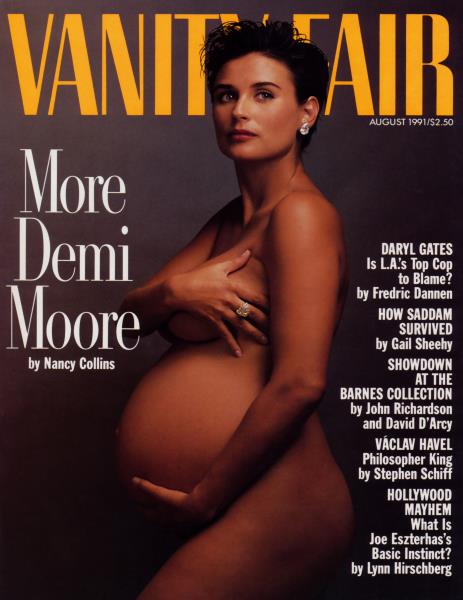 VANITY FAIR
AUGUST 1991/$2.50
More
Demi
Moore
by Nancy Collins
DARYL GATES
Is L.A.'s Top Cop
to Blame?
by Fredric Dannen
HOW SADDAM
SURVIVED
by Gail Sheehy
SHOWDOWN
AT THE
BARNES COLLECTION
by John Richardson
and David D'Arcy
VÁCLAV HAVEL
Philosopher King
by Stephen Schiff
HOLLYWOOD
MAYHEM
What Is
Joe Eszterhas's
Basic Instinct?
by Lynn Hirschberg